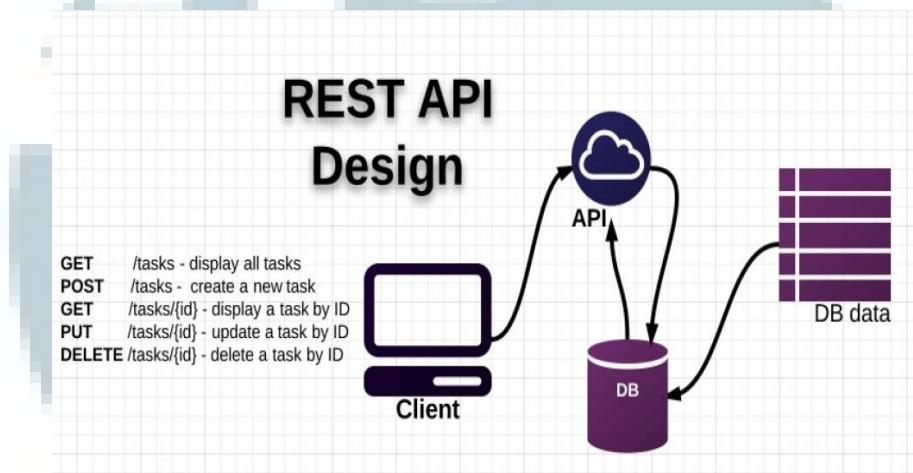 REST API
Design
GET /tasks - display all tasks
POST /tasks - create a new task
GET /tasks/{id} - display a task by ID
PUT /tasks/{id} - update a task by ID
DELETE /tasks/{id} - delete a task by ID
Client
API
DB
DB data